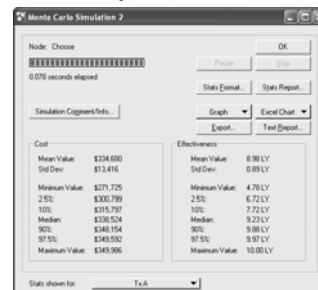 Monte Carlo Simulation 2
Node: Choose
OK
0.078 seconds elapsed
Pause Stop
Stats Format... Stats Report...
Simulation Comment/Info...
Graph Excel Chart
Export... Text Report...
Cost
Mean Value: $334,680
Std Dev: $13,416
Minimum Value: $271,725
2.5%: $300,799
10%: $315,797
Median: $338,524
90%: $348,154
97.5%: $349,592
Maximum Value: $349,986
Effectiveness
Mean Value: 8.98 LY
Std Dev: 0.89 LY
Minimum Value: 4.78 LY
2.5%: 6.72 LY
10%: 7.72 LY
Median: 9.23 LY
90%: 9.88 LY
97.5%: 9.97 LY
Maximum Value: 10.00 LY
Stats shown for: TxA